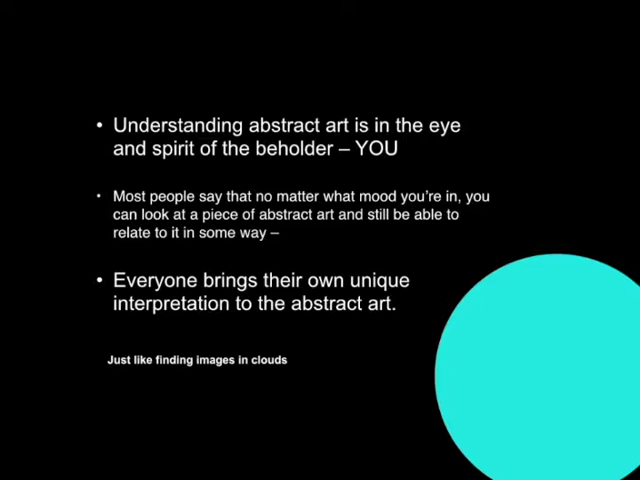 • Understanding abstract art is in the eye
and spirit of the beholder – YOU
• Most people say that no matter what mood you're in, you
can look at a piece of abstract art and still be able to
relate to it in some way –
• Everyone brings their own unique
interpretation to the abstract art.
Just like finding images in clouds